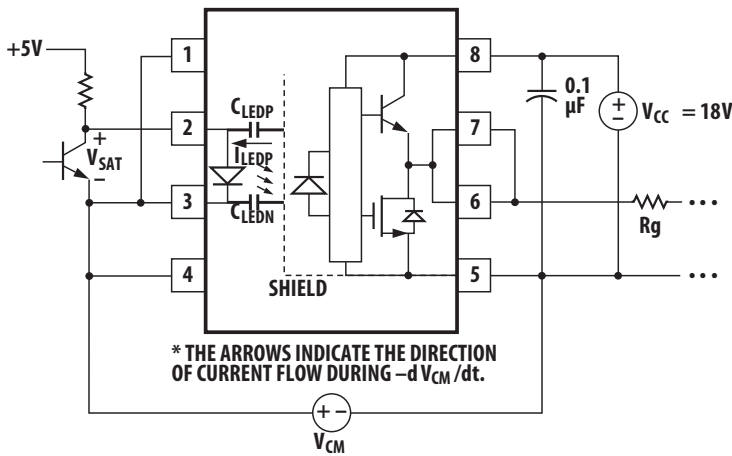 +5V
1
8
0.1
µF
V_CC = 18V
C_LEDP
2
7
+
V_SAT
–
I_LEDP
3
6
C_LEDN
Rg
4
5
SHIELD
* THE ARROWS INDICATE THE DIRECTION
OF CURRENT FLOW DURING –d V_CM /dt.
+ –
V_CM